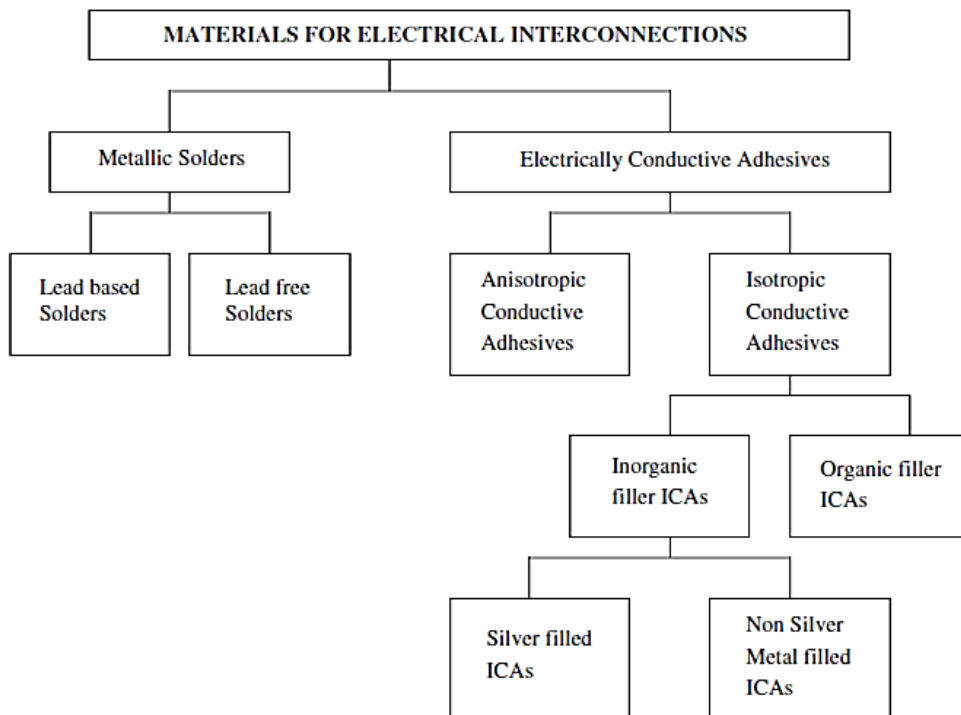 MATERIALS FOR ELECTRICAL INTERCONNECTIONS
Metallic Solders
Electrically Conductive Adhesives
Lead based
Solders
Lead free
Solders
Anisotropic
Conductive
Adhesives
Isotropic
Conductive
Adhesives
Inorganic
filler ICAs
Organic filler
ICAs
Silver filled
ICAs
Non Silver
Metal filled
ICAs